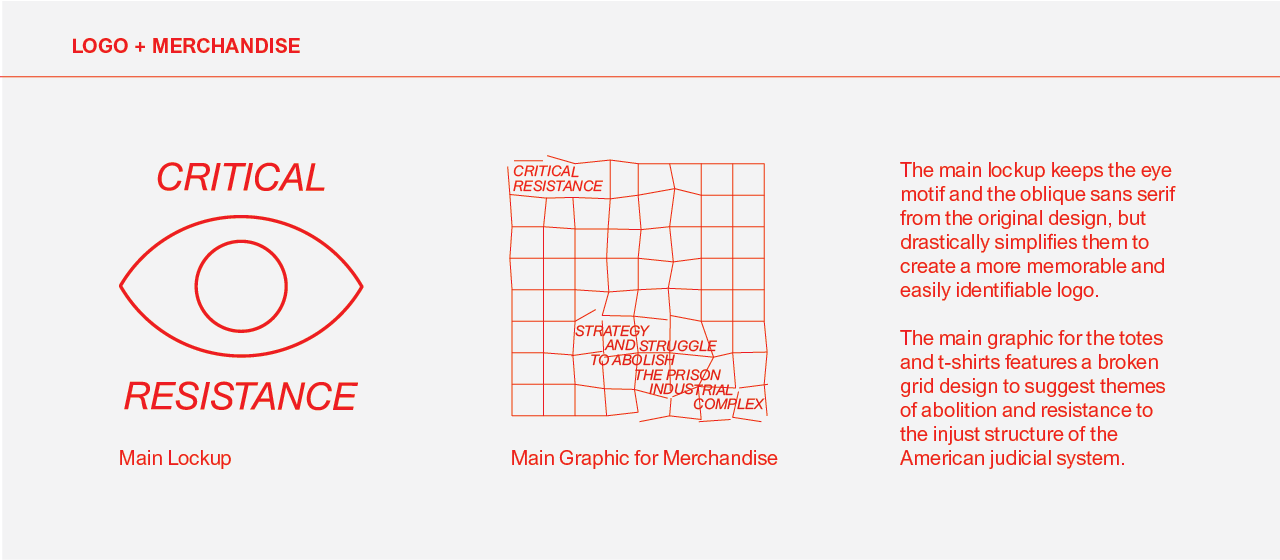 LOGO + MERCHANDISE
CRITICAL
RESISTANCE
Main Lockup
CRITICAL
RESISTANCE
STRATEGY
AND STRUGGLE
TO ABOLISH
THE PRISON
INDUSTRIAL
COMPLEX
Main Graphic for Merchandise
The main lockup keeps the eye
motif and the oblique sans serif
from the original design, but
drastically simplifies them to
create a more memorable and
easily identifiable logo.
The main graphic for the totes
and t-shirts features a broken
grid design to suggest themes
of abolition and resistance to
the injust structure of the
American judicial system.